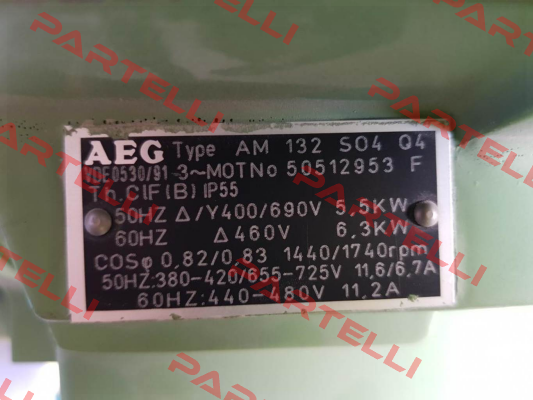 AEG Type AM 132 SO4 Q4
VDE0530/91 3~MOTNo 50512953 F
Th.ClF(B) IP55
50HZ Δ/Y400/690V 5,5KW
60HZ Δ460V 6.3KW
COSφ 0,82/0,83 1440/1740rpm
50HZ:380-420/655-725V 11,6/6,7A
60HZ:440-480V 11,2A
PARTELLI
PARTELLI
PARTELLI
PARTELLI
PARTELLI
PARTELLI